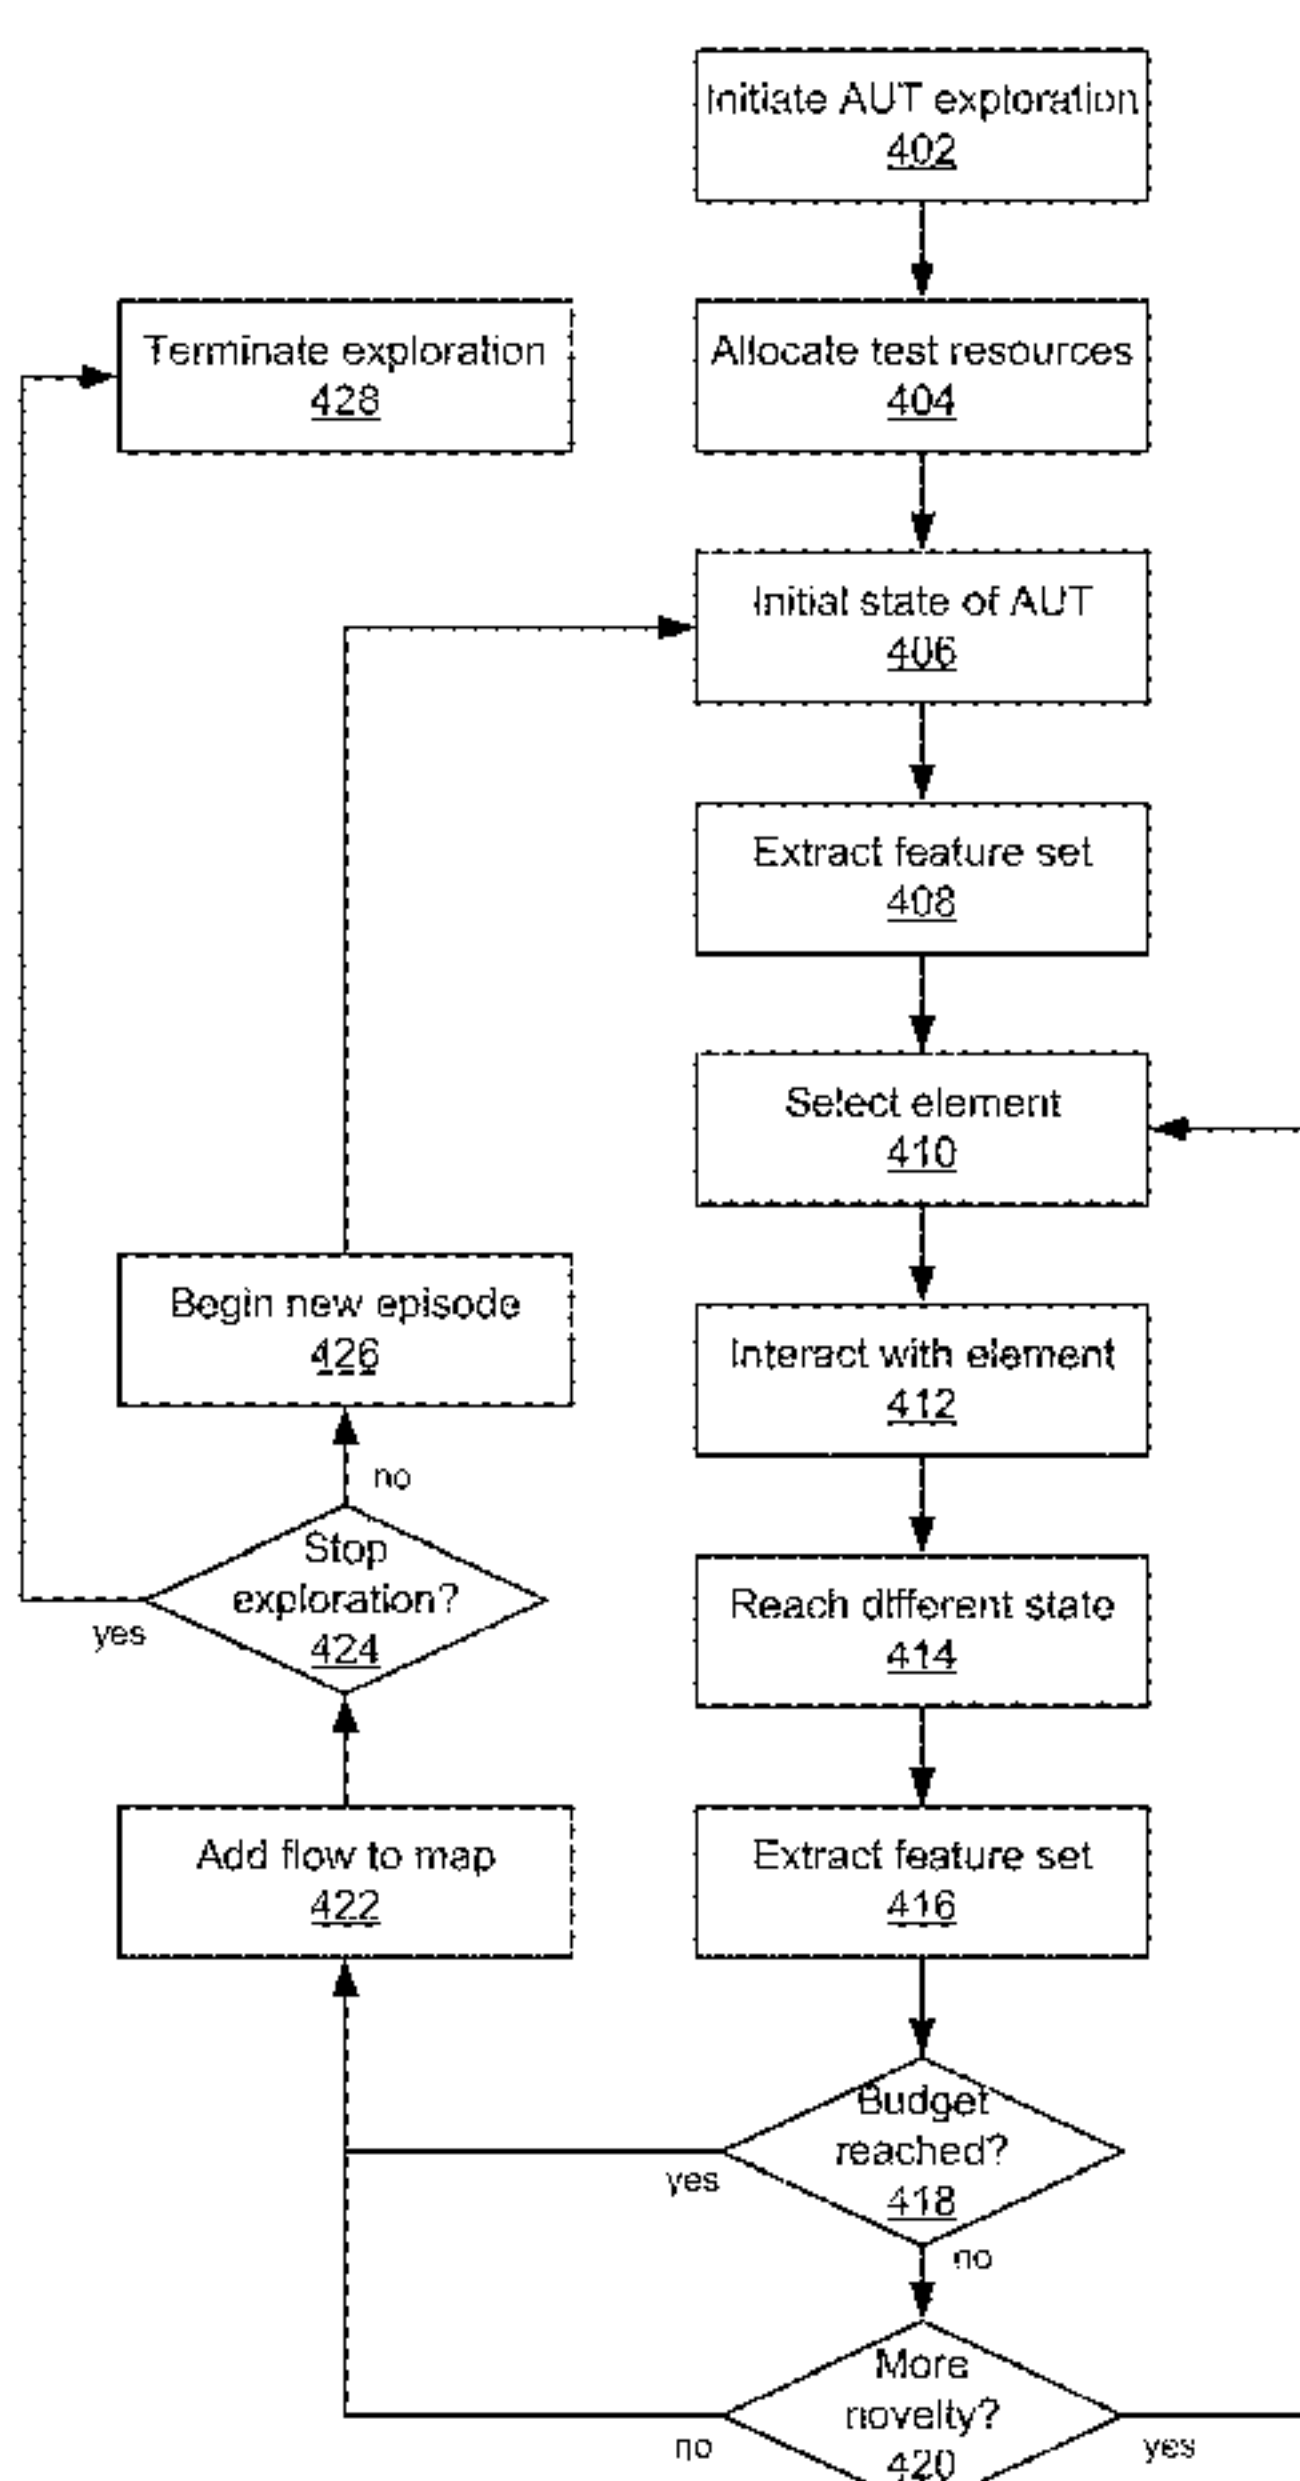 Initiate AUT exploration
402
Terminate exploration
428
Allocate test resources
404
Initial state of AUT
406
Extract feature set
408
Select element
410
Begin new episode
426
Interact with element
412
no
Stop
exploration?
424
yes
Reach different state
414
Add flow to map
422
Extract feature set
416
Budget
reached?
418
yes
no
More
novelty?
420
no
yes